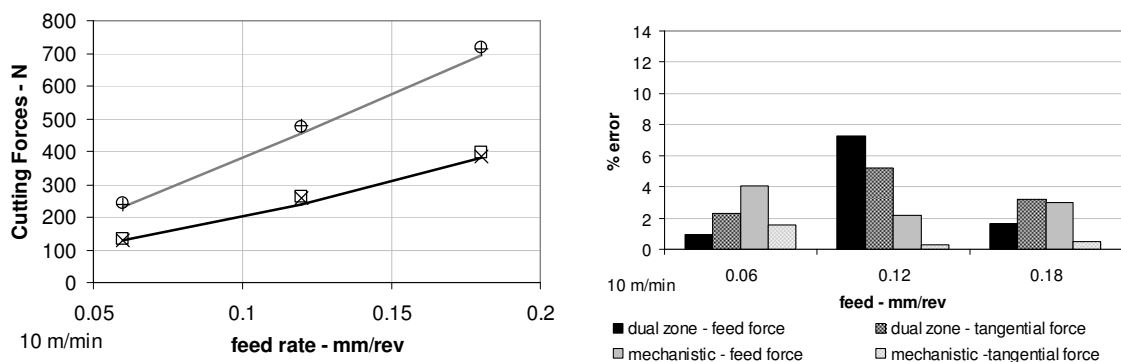 800
700
600
500
400
300
200
100
0
Cutting Forces - N
0.05
0.1
0.15
0.2
10 m/min
feed rate - mm/rev
14
12
10
8
6
4
2
0
% error
0.06
0.12
0.18
10 m/min
feed - mm/rev
dual zone - feed force
dual zone - tangential force
mechanistic - feed force
mechanistic -tangential force